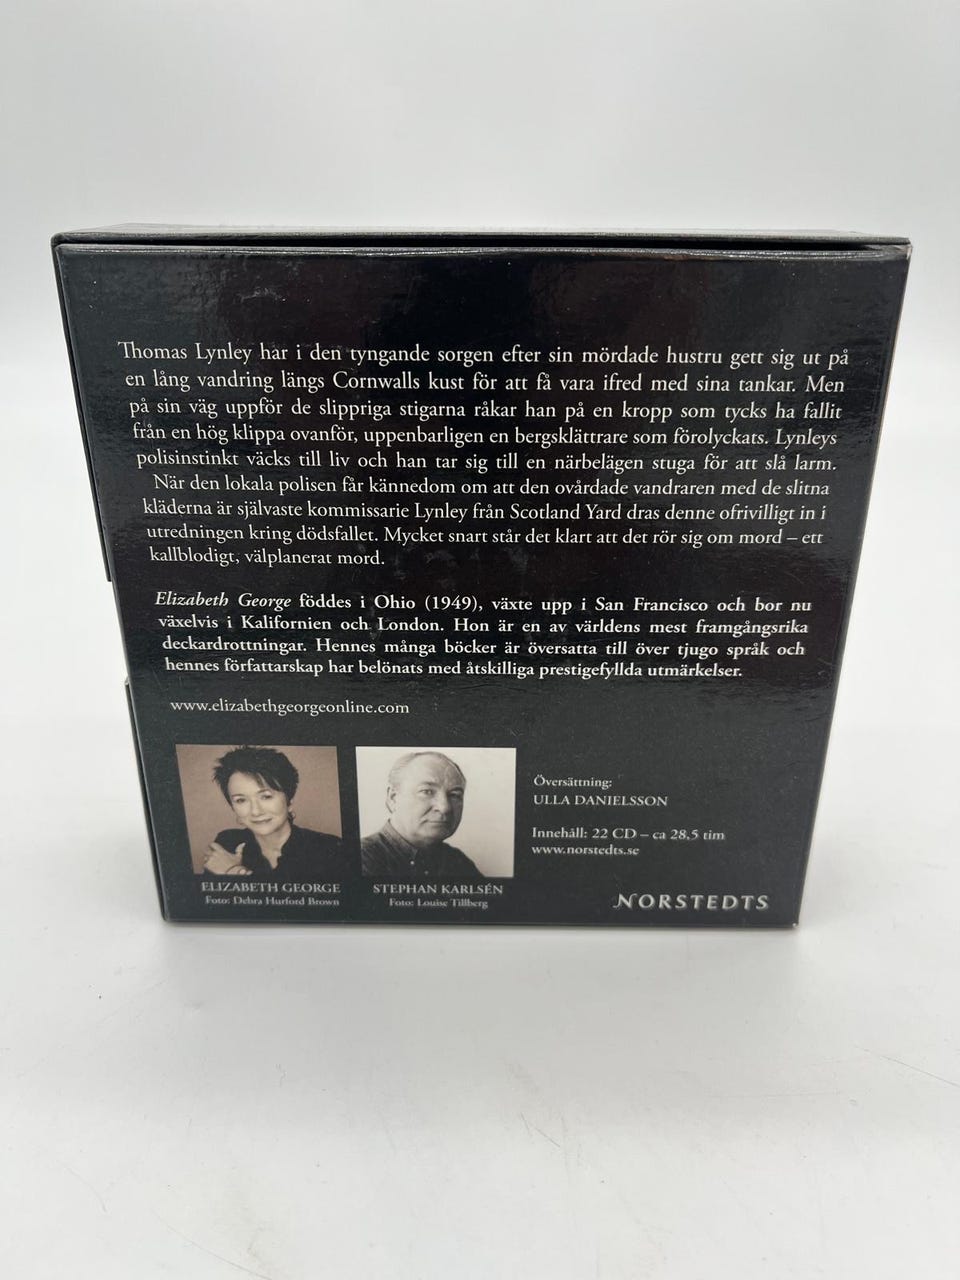 Thomas Lynley har i den tyngande sorgen efter sin mördade hustru gett sig ut på
en lång vandring längs Cornwalls kust för att få vara ifred med sina tankar. Men
på sin väg uppför de slippriga stigarna råkar han på en kropp som tycks ha fallit
från en hög klippa ovanför, uppenbarligen en bergsklättrare som förolyckats. Lynleys
polisinstinkt väcks till liv och han tar sig till en närbelägen stuga för att slå larm.
När den lokala polisen får kännedom om att den ovårdade vandraren med de slitna
kläderna är självaste kommissarie Lynley från Scotland Yard dras denne ofrivilligt in i
utredningen kring dödsfallet. Mycket snart står det klart att det rör sig om mord – ett
kallblodigt, välplanerat mord.
Elizabeth George föddes i Ohio (1949), växte upp i San Francisco och bor nu
växelvis i Kalifornien och London. Hon är en av världens mest framgångsrika
deckardrottningar. Hennes många böcker är översatta till över tjugo språk och
hennes författarskap har belönats med åtskilliga prestigefyllda utmärkelser.
www.elizabethgeorgeonline.com
ELIZABETH GEORGE
Foto: Debra Hurford Brown
STEPHAN KARLSÉN
Foto: Louise Tillberg
Översättning:
ULLA DANIELSSON
Innehåll: 22 CD – ca 28,5 tim
www.norstedts.se
NORSTEDTS